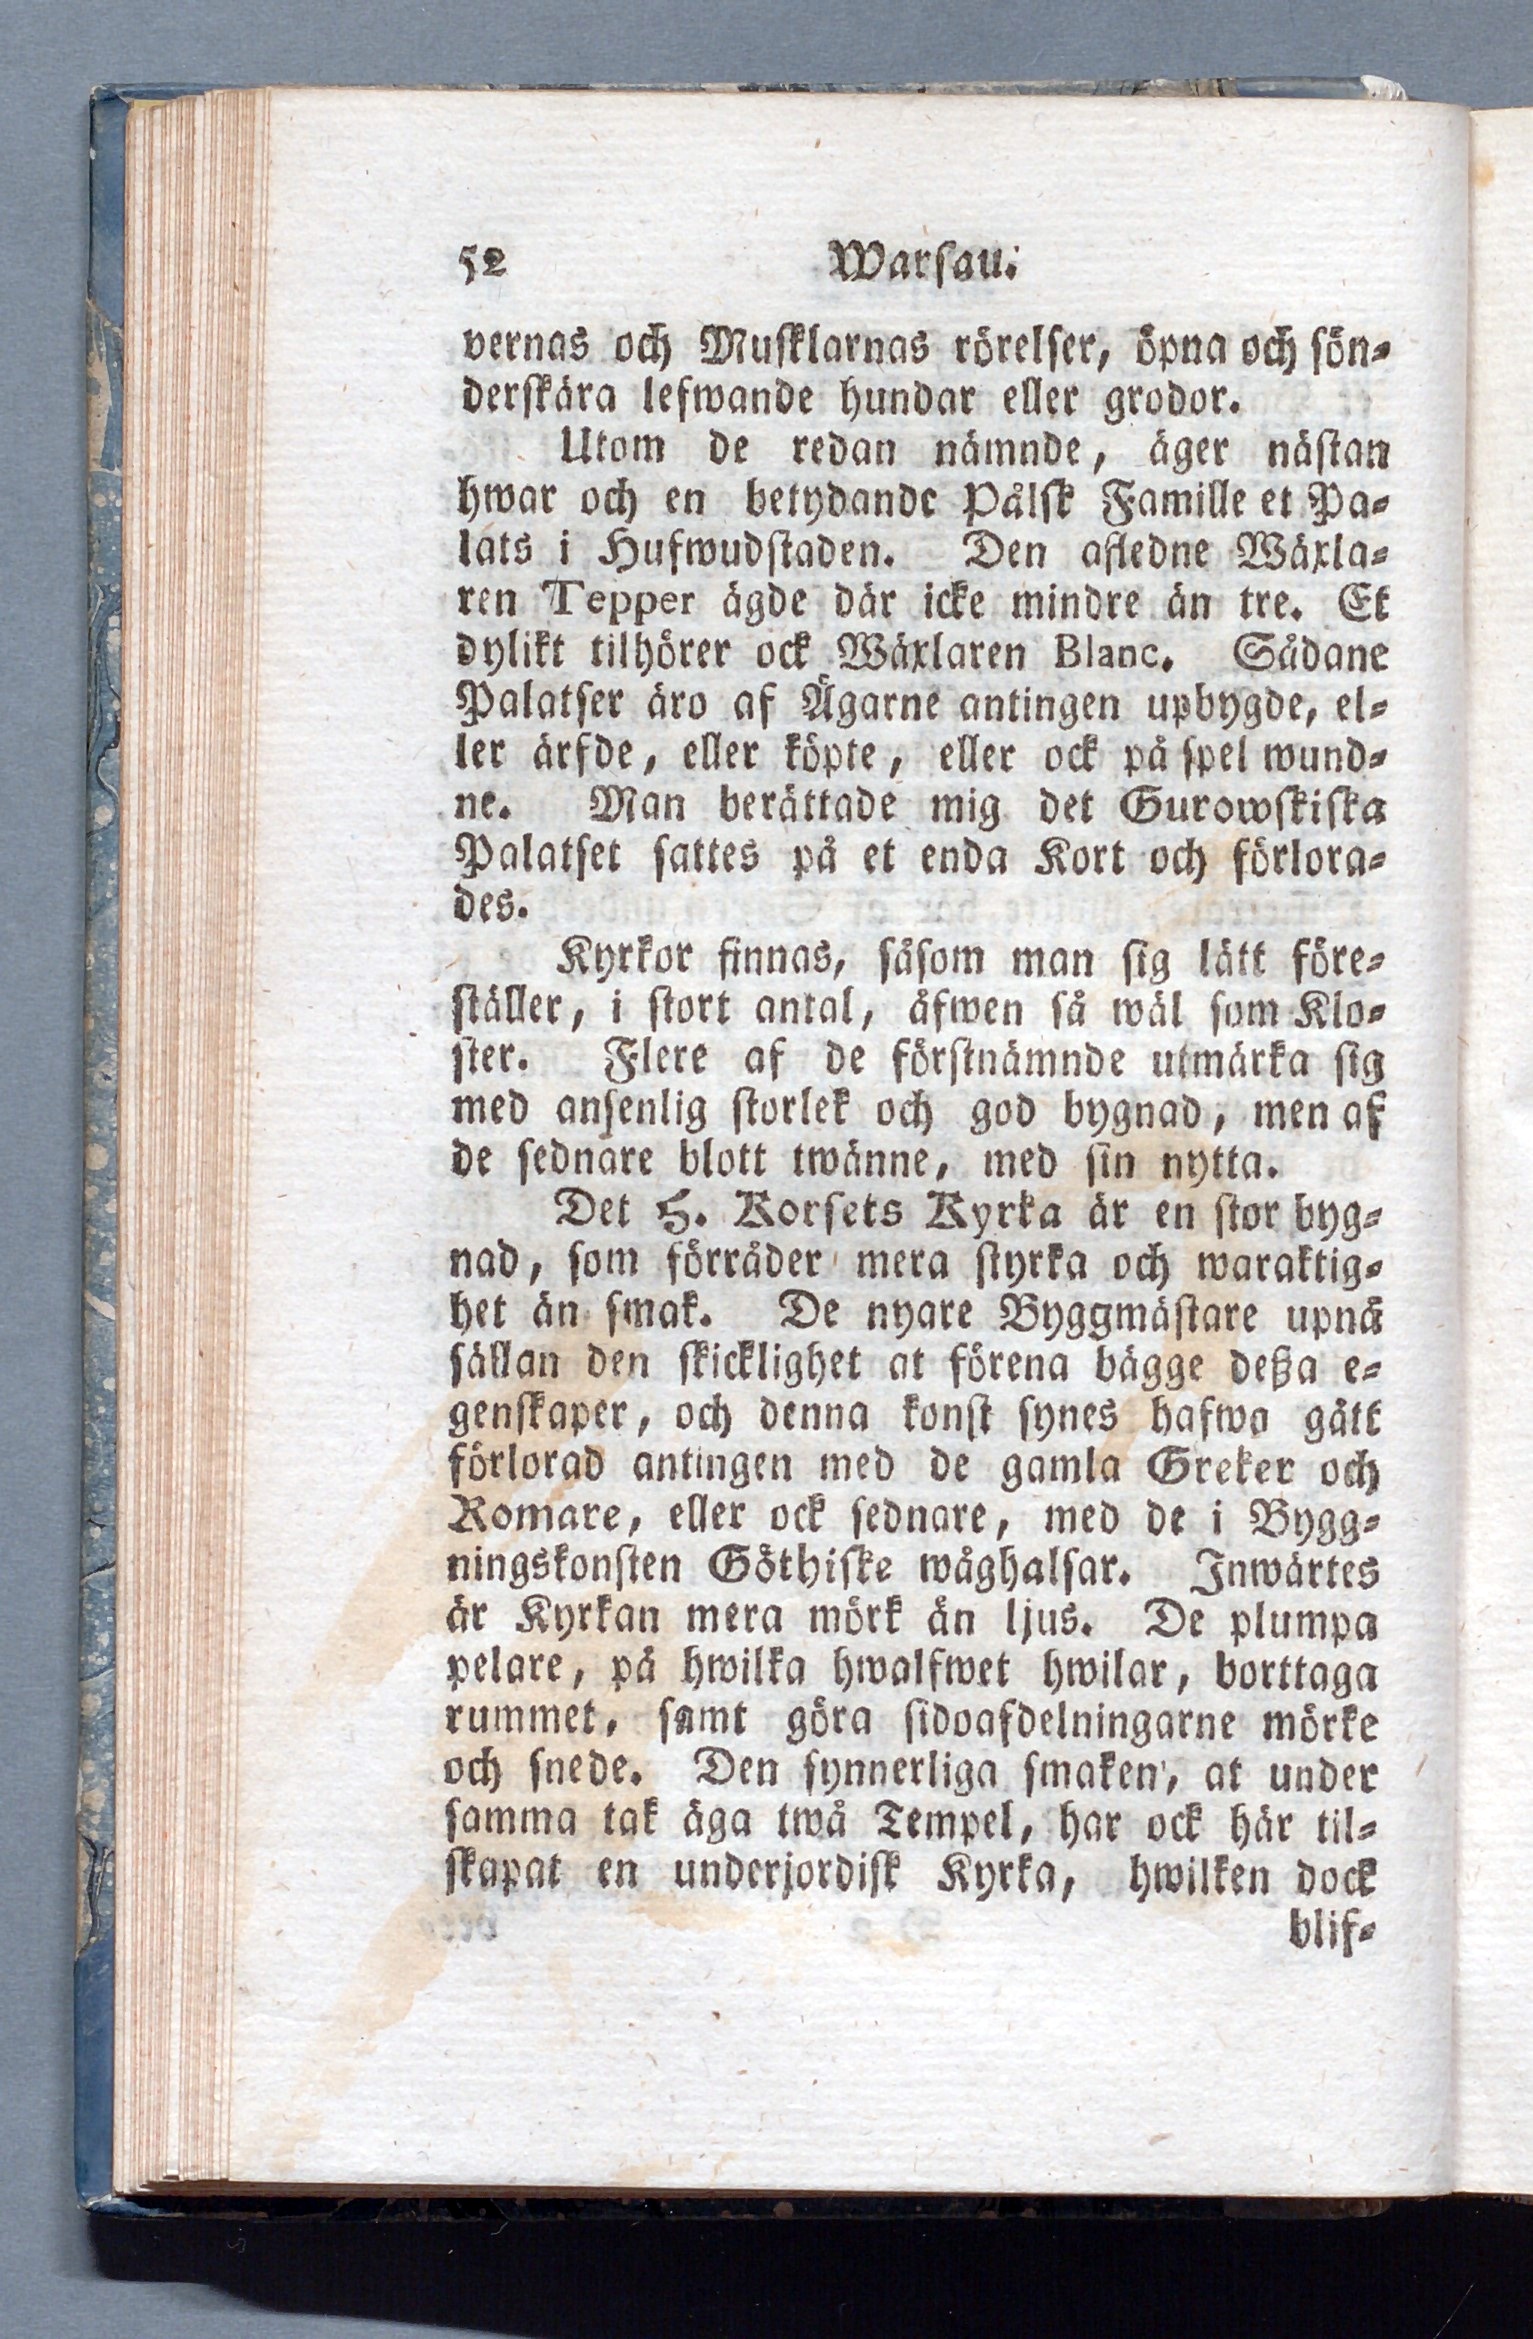 52 Warsau.
vernas och Musklarnas rörelser, öpna och sön-
derskära lefwande hundar eller grodor.
Utom de redan nämnde, äger nästan
hwar och en betydande Pålsk Famille et Pa-
lats i Hufwudstaden. Den afledne Wäxla-
ren Tepper ägde där icke mindre än tre. Et
dylikt tilhörer ock Wäxlaren Blanc. Sådane
Palatser äro af Ägarne antingen upbygde, el-
ler ärfde, eller köpte, eller ock på spel wund-
ne. Man berättade mig det Gurowskiska
Palatset sattes på et enda Kort och förlora-
des.
Kyrkor finnas, såsom man sig lätt före-
ställer, i stort antal, åfwen så wäl som Klo-
ster. Flere af de förstnämnde utmärka sig
med ansenlig storlek och god bygnad, men af
de sednare blott twänne, med sin nytta.
Det H. Korsets Kyrka är en stor byg-
nad, som förråder mera styrka och waraktig-
het än smak. De nyare Byggmästare upnå
sällan den skicklighet at förena bägge deßa e-
genskaper, och denna konst synes hafwa gått
förlorad antingen med de gamla Greker och
Romare, eller ock sednare, med de i Bygg-
ningskonsten Göthiske wåghalsar. Inwärtes
är Kyrkan mera mörk än ljus. De plumpa
pelare, på hwilka hwalfwet hwilar, borttaga
rummet, samt göra sidoafdelningarne mörke
och snede. Den synnerliga smaken, at under
samma tak äga twå Tempel, har ock här til-
skapat en underjordisk Kyrka, hwilken dock
blif-